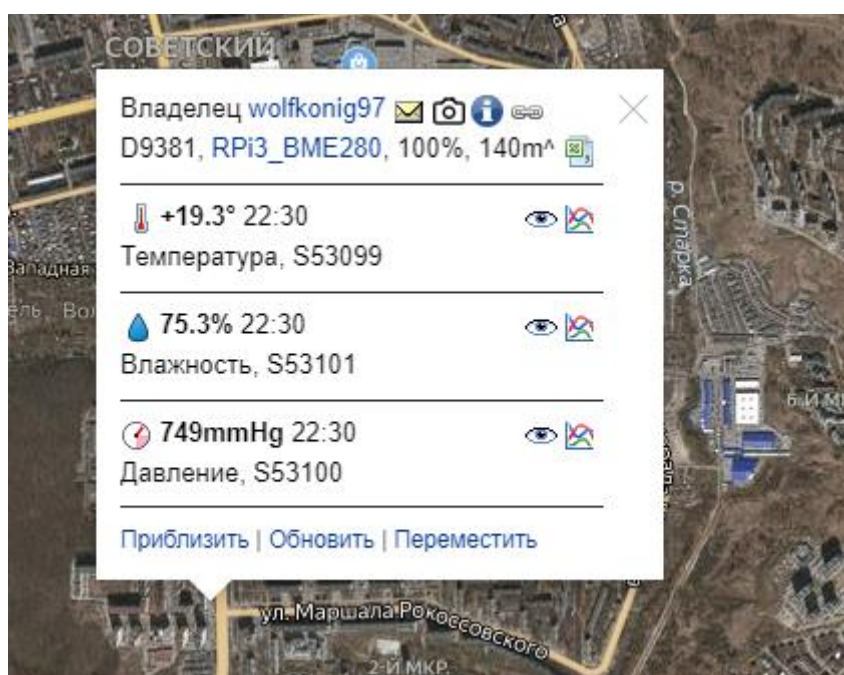 СОВЕТСКИЙ
Владелец wolfkonig97
D9381, RPi3_BME280, 100%, 140m^
+19.3° 22:30
Температура, S53099
75.3% 22:30
Влажность, S53101
749mmHg 22:30
Давление, S53100
Приблизить | Обновить | Переместить
р. Спарка
Западная
6-Й М
ул. Маршала Рокоссовского
2-Й МКР.